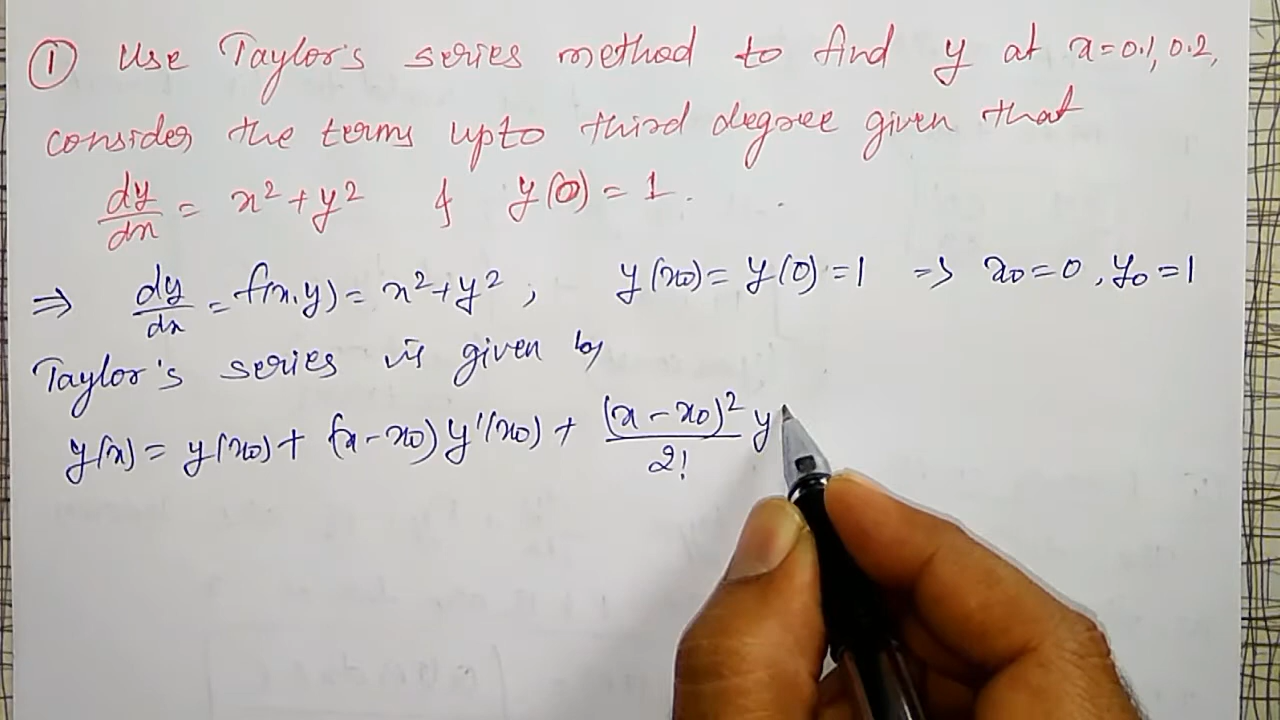 ① Use Taylor's series method to find y at x=0.1, 0.2,
consider the terms upto third degree given that
dy/dx = x² + y² & y(0) = 1.
⇒ dy/dx = f(x,y) = x²+y², y(x₀) = y(0) = 1 ⇒ x₀=0, y₀=1
Taylor's series is given by
y(x) = y(x₀) + (x-x₀) y'(x₀) + (x-x₀)²/2! y